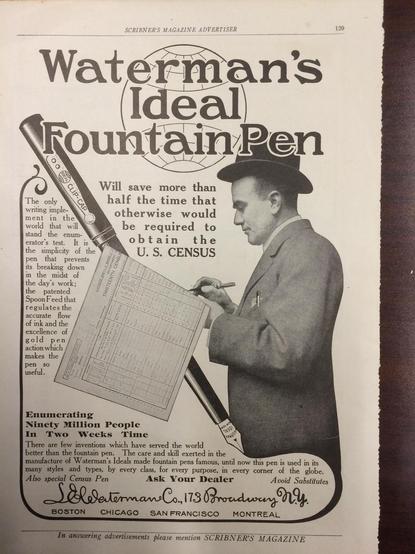 SCRIBNER'S MAGAZINE ADVERTISER
Waterman's
Ideal
Fountain Pen
CLIP-CAP
Will save more than
half the time that
otherwise would
be required to
obtain the
U. S. CENSUS
The only
writing imple-
ment in the
world that will
stand the enum-
erator's test. It is
the simplicity of the
pen that prevents
its breaking down
in the midst of
the day's work;
the patented
Spoon Feed that
regulates the
accurate flow
of ink and the
excellence of
gold pen
action which
makes the
pen so
useful.
Enumerating
Ninety Million People
In Two Weeks Time
There are few inventions which have served the world
better than the fountain pen. The care and skill exerted in the
manufacture of Waterman's Ideals made fountain pens famous, until now this pen is used in its
many styles and types, by every class, for every purpose, in every corner of the globe.
Also special Census Pen Ask Your Dealer Avoid Substitutes
L.E. Waterman Co., 173 Broadway N.Y.
BOSTON CHICAGO SAN FRANCISCO MONTREAL
In answering advertisements please mention SCRIBNER'S MAGAZINE